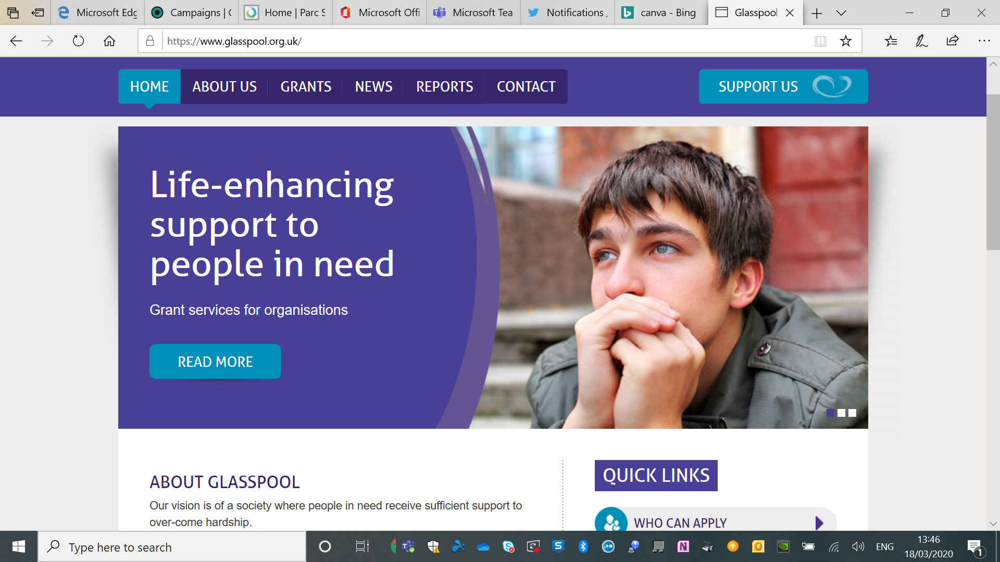 Microsoft Edg
Campaigns | C
Home | Parc S
Microsoft Offi
Microsoft Tea
Notifications /
canva - Bing
Glasspool
https://www.glasspool.org.uk/
HOME
ABOUT US
GRANTS
NEWS
REPORTS
CONTACT
SUPPORT US
Life-enhancing
support to
people in need
Grant services for organisations
READ MORE
ABOUT GLASSPOOL
Our vision is of a society where people in need receive sufficient support to
over-come hardship.
QUICK LINKS
WHO CAN APPLY
Type here to search
ENG
13:46
18/03/2020
1